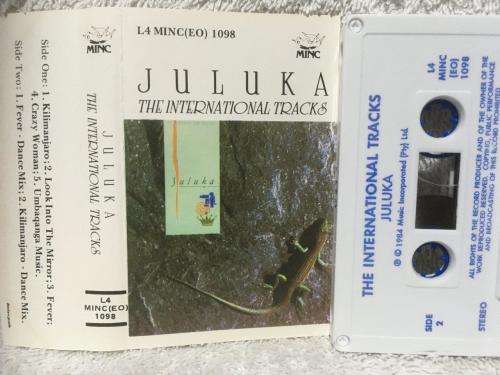 MINC
Side One: 1. Kilimanjaro; 2. Look Into The Mirror; 3. Fever;
4. Crazy Woman; 5. Umbaqanga Music.
Side Two: 1. Fever - Dance Mix; 2. Kilimanjaro - Dance Mix.
JULUKA
THE INTERNATIONAL TRACKS
L4
MINC(EO)
1098
L4 MINC(EO) 1098
MINC
JULUKA
THE INTERNATIONAL TRACKS
Juluka
L4
MINC
(EO)
1098
THE INTERNATIONAL TRACKS
JULUKA
℗ © 1984 Music Incorporated (Pty) Ltd.
ALL RIGHTS OF THE RECORD PRODUCER AND OF THE OWNER OF THE
WORK REPRODUCED RESERVED, COPYING, PUBLIC PERFORMANCE
AND BROADCASTING OF THIS RECORD PROHIBITED
SIDE
2
STEREO